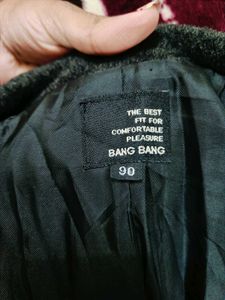 THE BEST
FIT FOR
COMFORTABLE
PLEASURE
BANG BANG
90